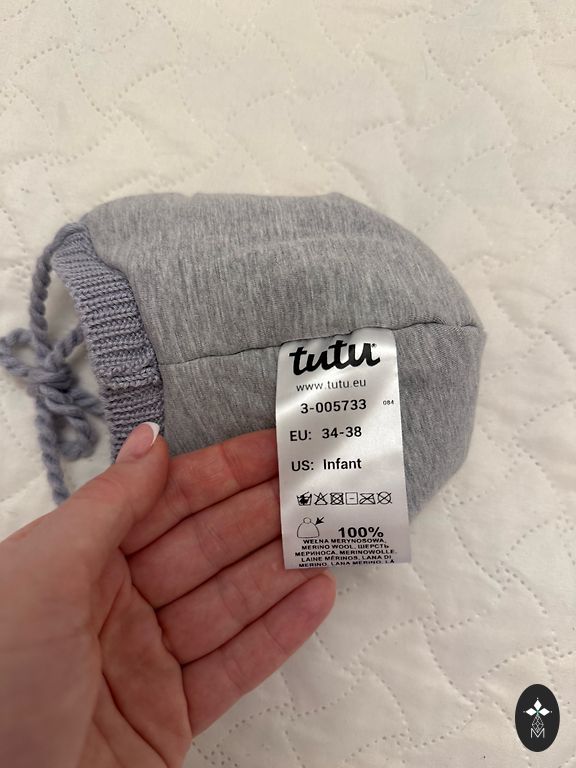 tutu
www.tutu.eu
3-005733 084
EU: 34-38
US: Infant
100%
WEŁNA MERYNOSOWA,
MERINO WOOL, ШЕРСТЬ
МЕРИНОСА, MERINOWOLLE,
LAINE MÉRINOS, LANA DI
MERINO, LANA MERINA, LÃ